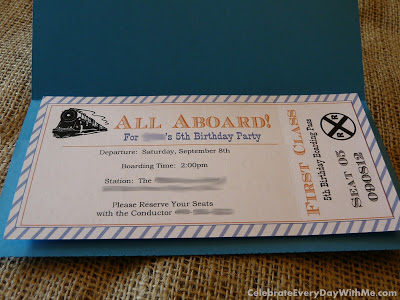 All Aboard!
For 's 5th Birthday Party
Departure: Saturday, September 8th
Boarding Time: 2:00pm
Station: The
Please Reserve Your Seats
with the Conductor
First Class
5th Birthday Boarding Pass
R R
Seat 05
090812
CelebrateEveryDayWithMe.com